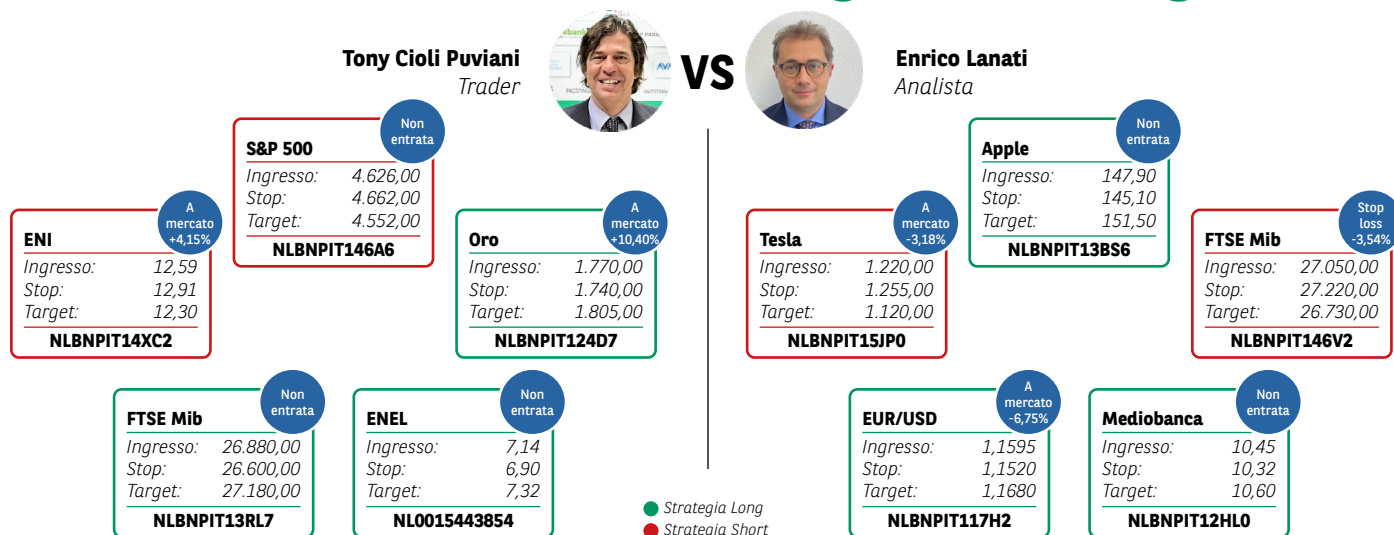 Tony Cioli Puviani
Trader
VS
Enrico Lanati
Analista
Non
entrata
S&P 500
Ingresso: 4.626,00
Stop: 4.662,00
Target: 4.552,00
NLBNPIT146A6
A
mercato
+4,15%
ENI
Ingresso: 12,59
Stop: 12,91
Target: 12,30
NLBNPIT14XC2
A
mercato
+10,40%
Oro
Ingresso: 1.770,00
Stop: 1.740,00
Target: 1.805,00
NLBNPIT124D7
Non
entrata
FTSE Mib
Ingresso: 26.880,00
Stop: 26.600,00
Target: 27.180,00
NLBNPIT13RL7
Non
entrata
ENEL
Ingresso: 7,14
Stop: 6,90
Target: 7,32
NL0015443854
Non
entrata
Apple
Ingresso: 147,90
Stop: 145,10
Target: 151,50
NLBNPIT13BS6
A
mercato
-3,18%
Tesla
Ingresso: 1.220,00
Stop: 1.255,00
Target: 1.120,00
NLBNPIT15JP0
Stop
loss
-3,54%
FTSE Mib
Ingresso: 27.050,00
Stop: 27.220,00
Target: 26.730,00
NLBNPIT146V2
A
mercato
-6,75%
EUR/USD
Ingresso: 1,1595
Stop: 1,1520
Target: 1,1680
NLBNPIT117H2
Non
entrata
Mediobanca
Ingresso: 10,45
Stop: 10,32
Target: 10,60
NLBNPIT12HL0
Strategia Long
Strategia Short